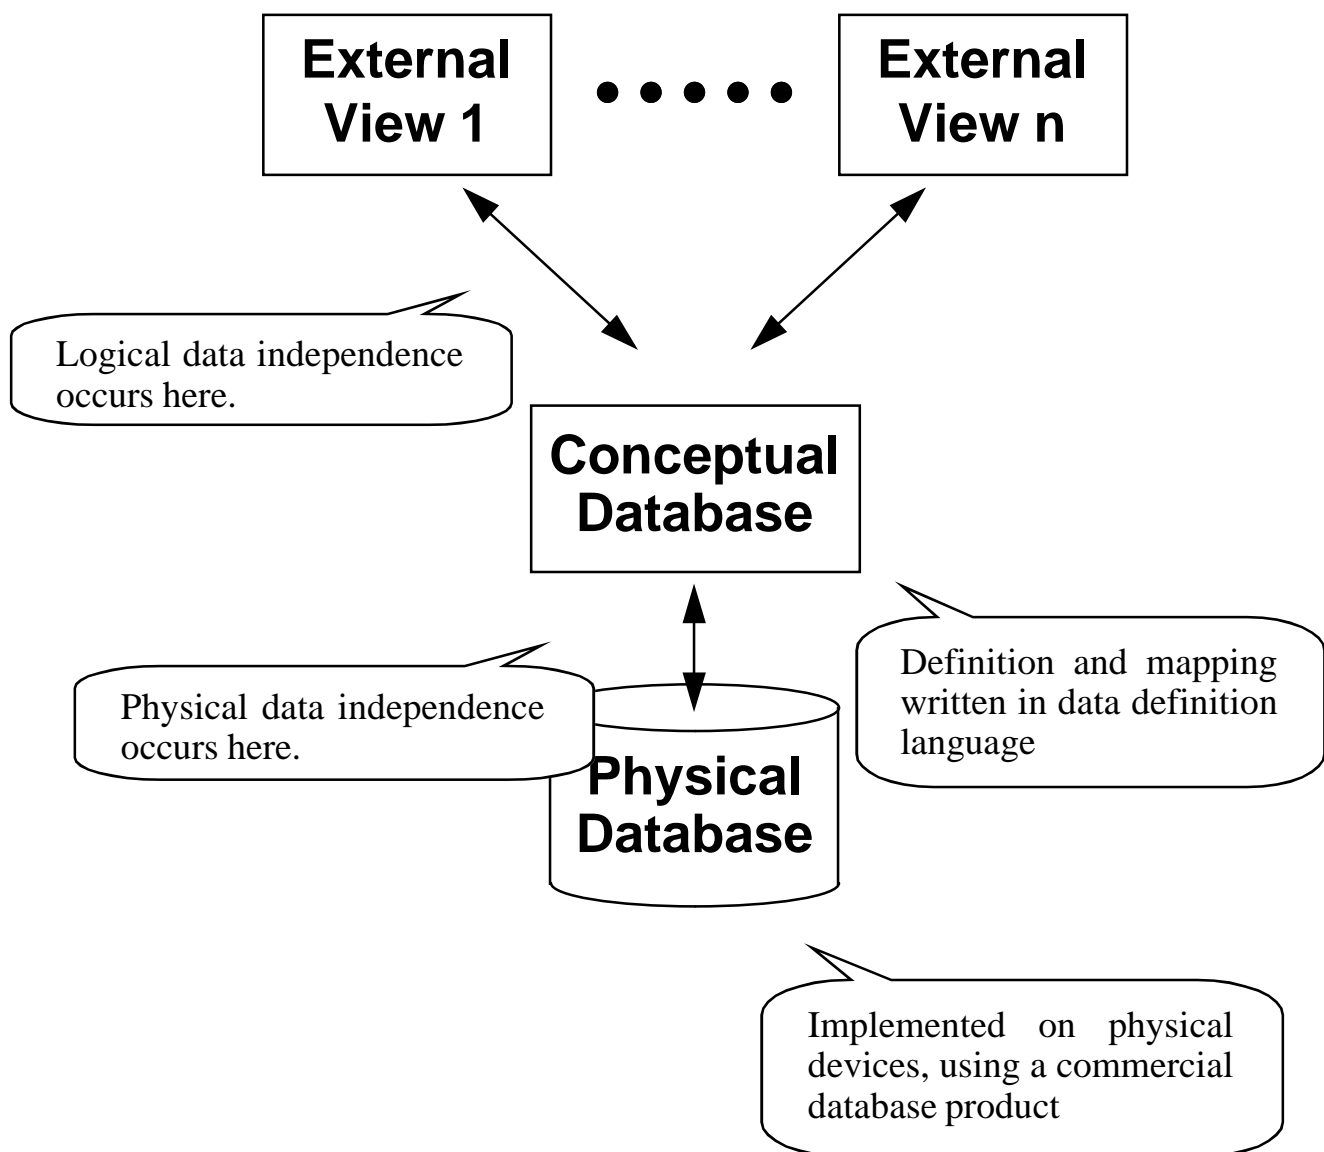 External
View 1
External
View n
Logical data independence
occurs here.
Conceptual
Database
Definition and mapping
written in data definition
language
Physical data independence
occurs here.
Physical
Database
Implemented on physical
devices, using a commercial
database product